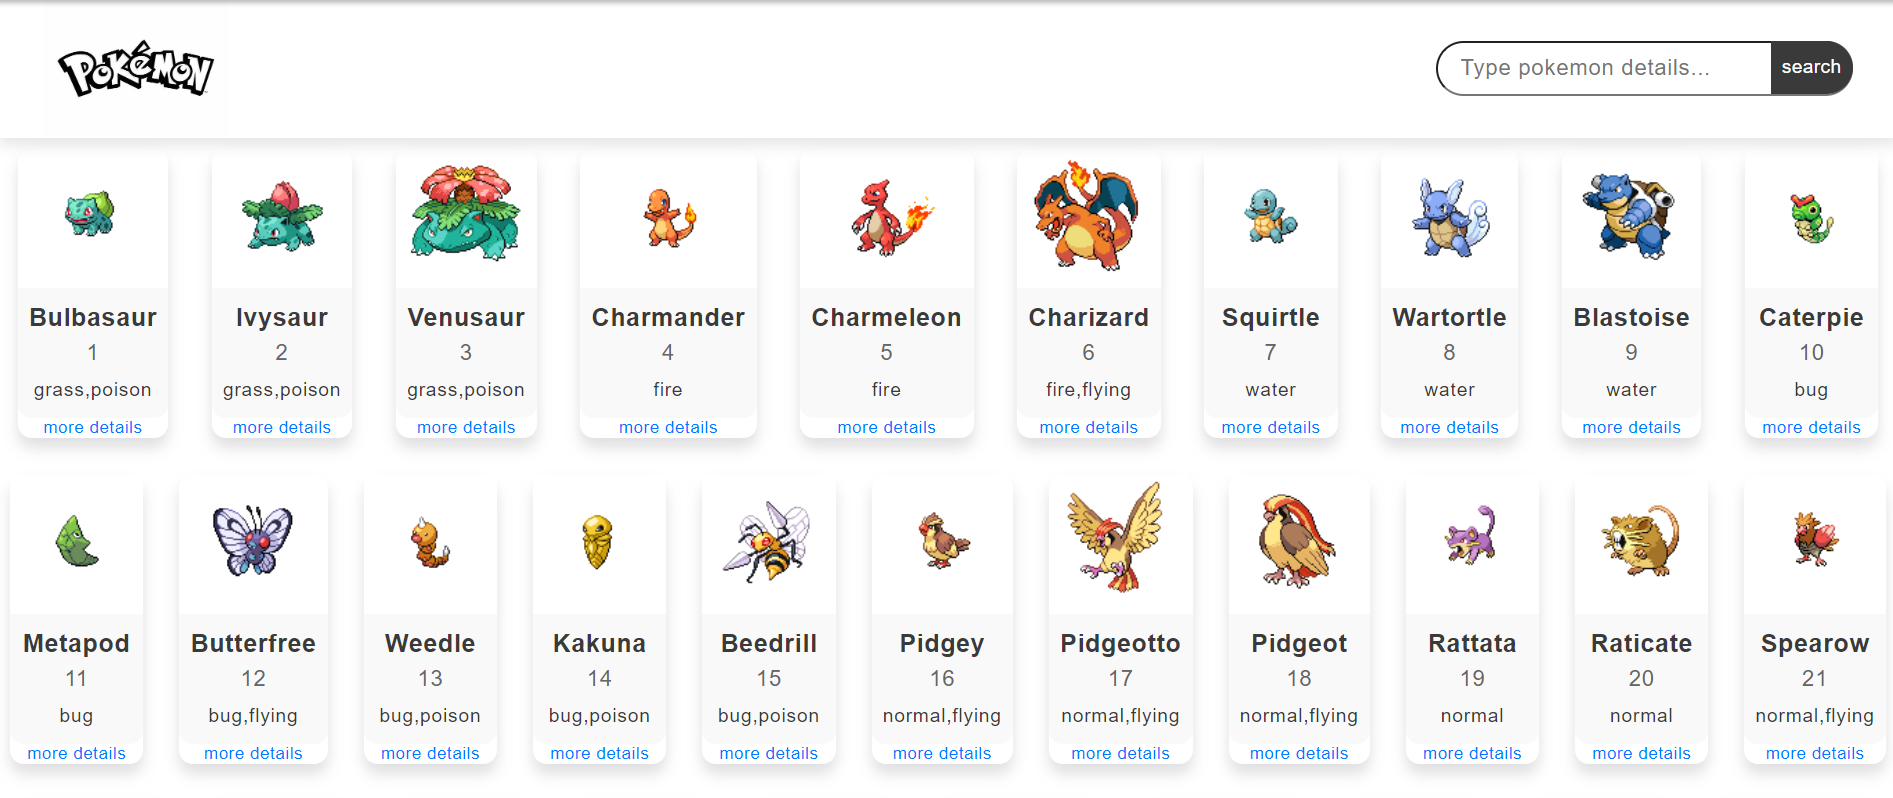 Pokémon
Type pokemon details...
search
Bulbasaur
1
grass,poison
more details
Ivysaur
2
grass,poison
more details
Venusaur
3
grass,poison
more details
Charmander
4
fire
more details
Charmeleon
5
fire
more details
Charizard
6
fire,flying
more details
Squirtle
7
water
more details
Wartortle
8
water
more details
Blastoise
9
water
more details
Caterpie
10
bug
more details
Metapod
11
bug
more details
Butterfree
12
bug,flying
more details
Weedle
13
bug,poison
more details
Kakuna
14
bug,poison
more details
Beedrill
15
bug,poison
more details
Pidgey
16
normal,flying
more details
Pidgeotto
17
normal,flying
more details
Pidgeot
18
normal,flying
more details
Rattata
19
normal
more details
Raticate
20
normal
more details
Spearow
21
normal,flying
more details